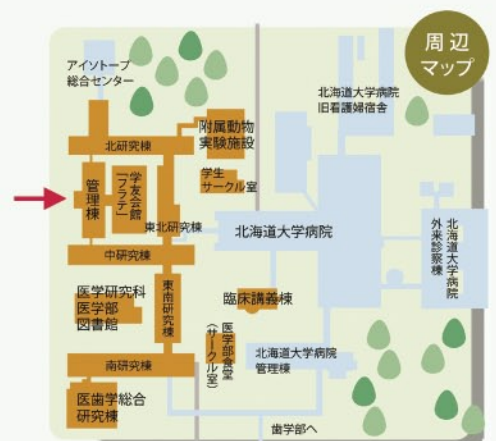 周辺
マップ
アイソトープ
総合センター
北海道大学病院
旧看護婦宿舎
附属動物
実験施設
北研究棟
学生
サークル室
管理棟
学友会館
「フラテ」
東北研究棟
北海道大学病院
北海道大学病院
外来診察棟
中研究棟
東南研究棟
医学研究科
医学部
図書館
臨床講義棟
医学部食堂
(サークル室)
南研究棟
北海道大学病院
管理棟
医歯学総合
研究棟
歯学部へ